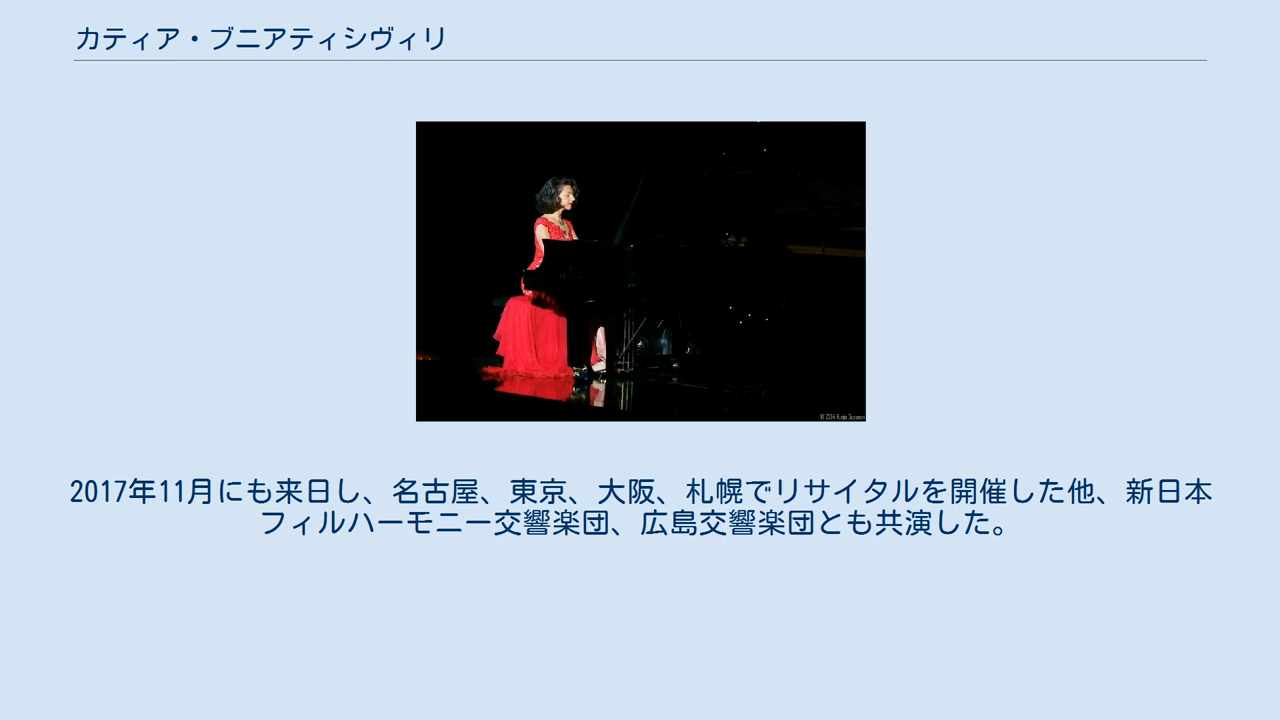 カティア・ブニアティシヴィリ
2017年11月にも来日し、名古屋、東京、大阪、札幌でリサイタルを開催した他、新日本
フィルハーモニー交響楽団、広島交響楽団とも共演した。